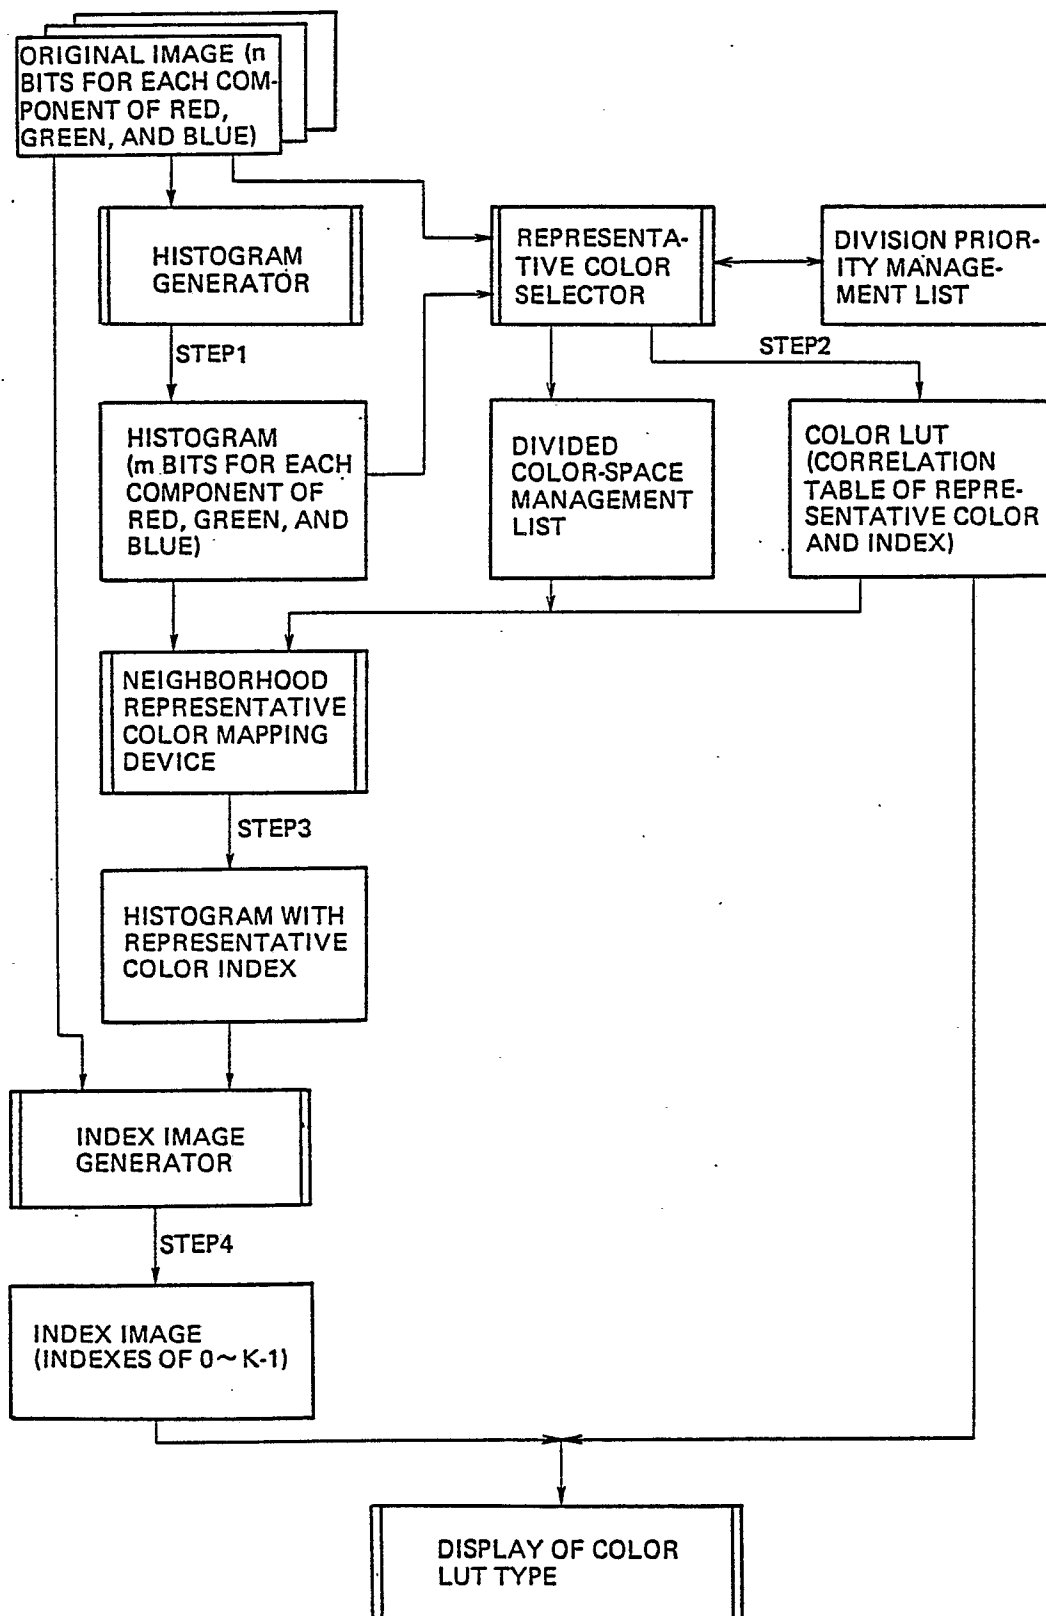 ORIGINAL IMAGE (n
BITS FOR EACH COM-
PONENT OF RED,
GREEN, AND BLUE)
HISTOGRAM
GENERATOR
REPRESENTA-
TIVE COLOR
SELECTOR
DIVISION PRIOR-
ITY MANAGE-
MENT LIST
STEP1
STEP2
HISTOGRAM
(m BITS FOR EACH
COMPONENT OF
RED, GREEN, AND
BLUE)
DIVIDED
COLOR-SPACE
MANAGEMENT
LIST
COLOR LUT
(CORRELATION
TABLE OF REPRE-
SENTATIVE COLOR
AND INDEX)
NEIGHBORHOOD
REPRESENTATIVE
COLOR MAPPING
DEVICE
STEP3
HISTOGRAM WITH
REPRESENTATIVE
COLOR INDEX
INDEX IMAGE
GENERATOR
STEP4
INDEX IMAGE
(INDEXES OF 0~K-1)
DISPLAY OF COLOR
LUT TYPE